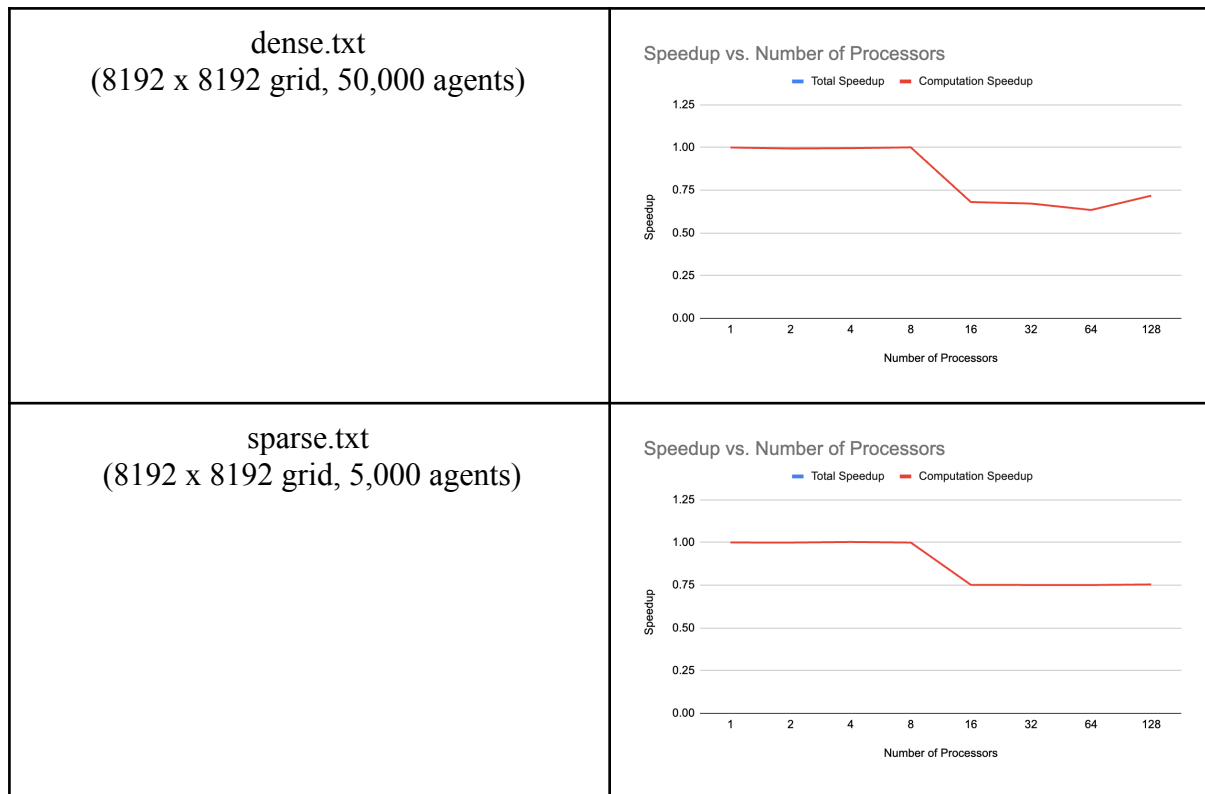 dense.txt
(8192 x 8192 grid, 50,000 agents)
Speedup vs. Number of Processors
Total Speedup Computation Speedup
1.25
1.00
0.75
0.50
0.25
0.00
Speedup
1 2 4 8 16 32 64 128
Number of Processors
sparse.txt
(8192 x 8192 grid, 5,000 agents)
Speedup vs. Number of Processors
Total Speedup Computation Speedup
1.25
1.00
0.75
0.50
0.25
0.00
Speedup
1 2 4 8 16 32 64 128
Number of Processors